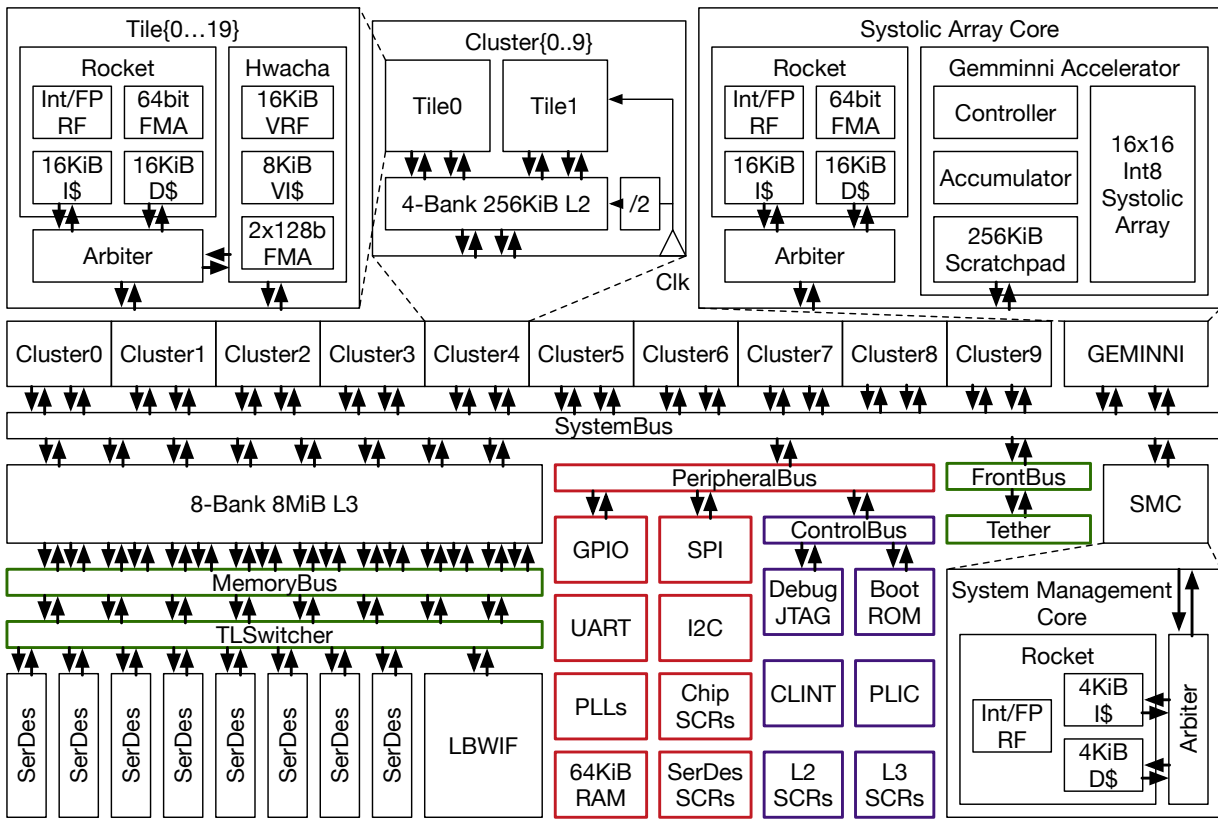 Tile{0...19}
Rocket
Int/FP
RF
64bit
FMA
16KiB
I$
16KiB
D$
Arbiter
Hwacha
16KiB
VRF
8KiB
VI$
2x128b
FMA
Cluster{0..9}
Tile0
Tile1
4-Bank 256KiB L2
/2
Clk
Systolic Array Core
Rocket
Int/FP
RF
64bit
FMA
16KiB
I$
16KiB
D$
Arbiter
Gemminni Accelerator
Controller
Accumulator
256KiB
Scratchpad
16x16
Int8
Systolic
Array
Cluster0
Cluster1
Cluster2
Cluster3
Cluster4
Cluster5
Cluster6
Cluster7
Cluster8
Cluster9
GEMINNI
SystemBus
8-Bank 8MiB L3
MemoryBus
TLSwitcher
SerDes
SerDes
SerDes
SerDes
SerDes
SerDes
SerDes
SerDes
LBWIF
PeripheralBus
GPIO
SPI
UART
I2C
PLLs
Chip
SCRs
64KiB
RAM
SerDes
SCRs
ControlBus
Debug
JTAG
Boot
ROM
CLINT
PLIC
L2
SCRs
L3
SCRs
FrontBus
Tether
SMC
System Management
Core
Rocket
Int/FP
RF
4KiB
I$
4KiB
D$
Arbiter